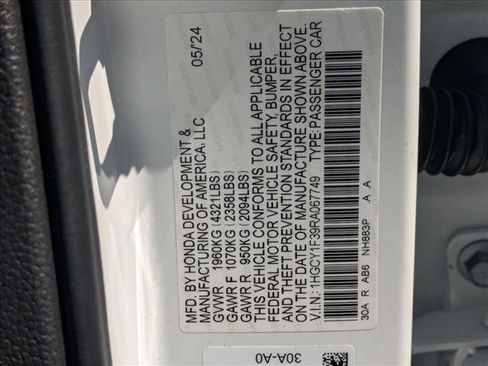 MFD. BY HONDA DEVELOPMENT & 05/24
MANUFACTURING OF AMERICA, LLC
GVWR 1960KG (4321LBS)
GAWR F 1070KG (2358LBS)
GAWR R 950KG (2094LBS)
THIS VEHICLE CONFORMS TO ALL APPLICABLE
FEDERAL MOTOR VEHICLE SAFETY, BUMPER,
AND THEFT PREVENTION STANDARDS IN EFFECT
ON THE DATE OF MANUFACTURE SHOWN ABOVE.
V.I.N.: 1HGCY1F39RA067749 TYPE: PASSENGER CAR
30A R AB6 NH883P A A
30A-A0